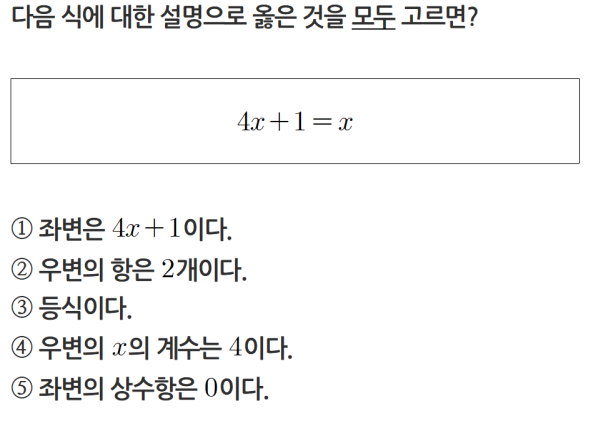 다음 식에 대한 설명으로 옳은 것을 모두 고르면?
4x+1=x
① 좌변은 4x+1이다.
② 우변의 항은 2개이다.
③ 등식이다.
④ 우변의 x의 계수는 4이다.
⑤ 좌변의 상수항은 0이다.